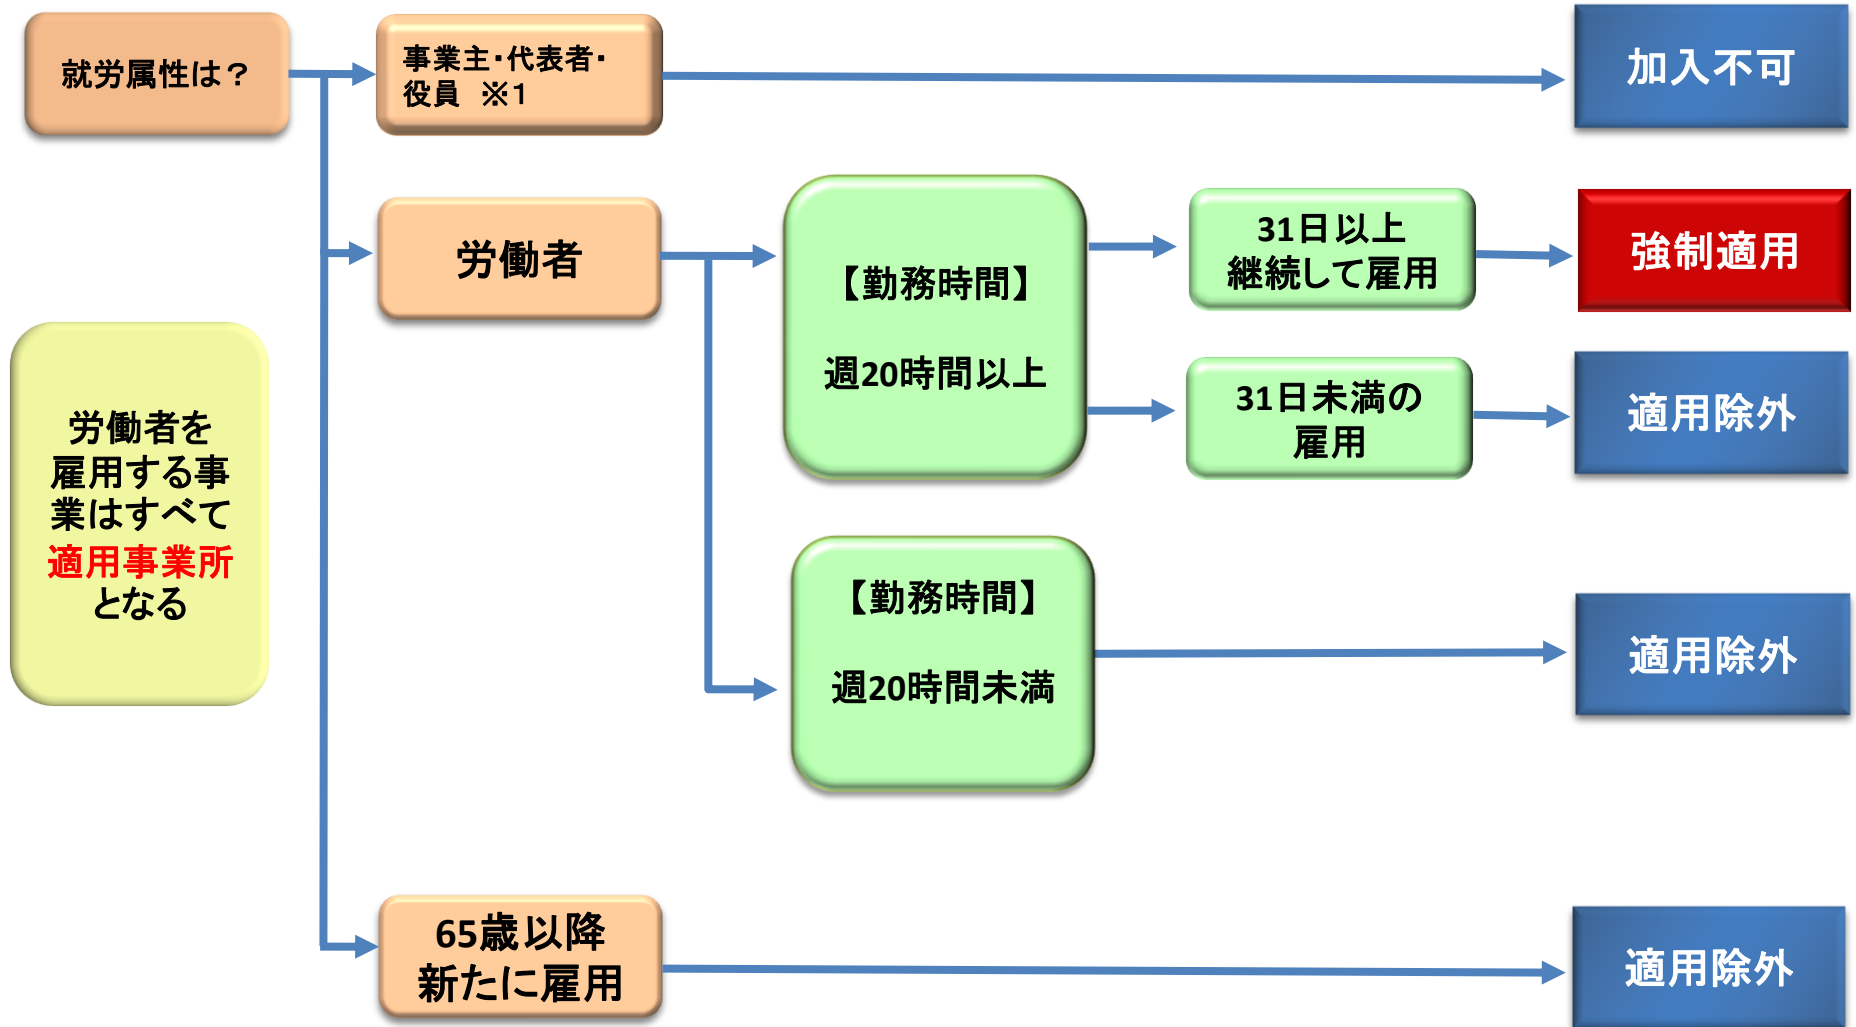 就労属性は？
事業主・代表者・
役員　※１
加入不可
労働者
【勤務時間】
週20時間以上
31日以上
継続して雇用
強制適用
31日未満の
雇用
適用除外
労働者を
雇用する事
業はすべて
適用事業所
となる
【勤務時間】
週20時間未満
適用除外
65歳以降
新たに雇用
適用除外